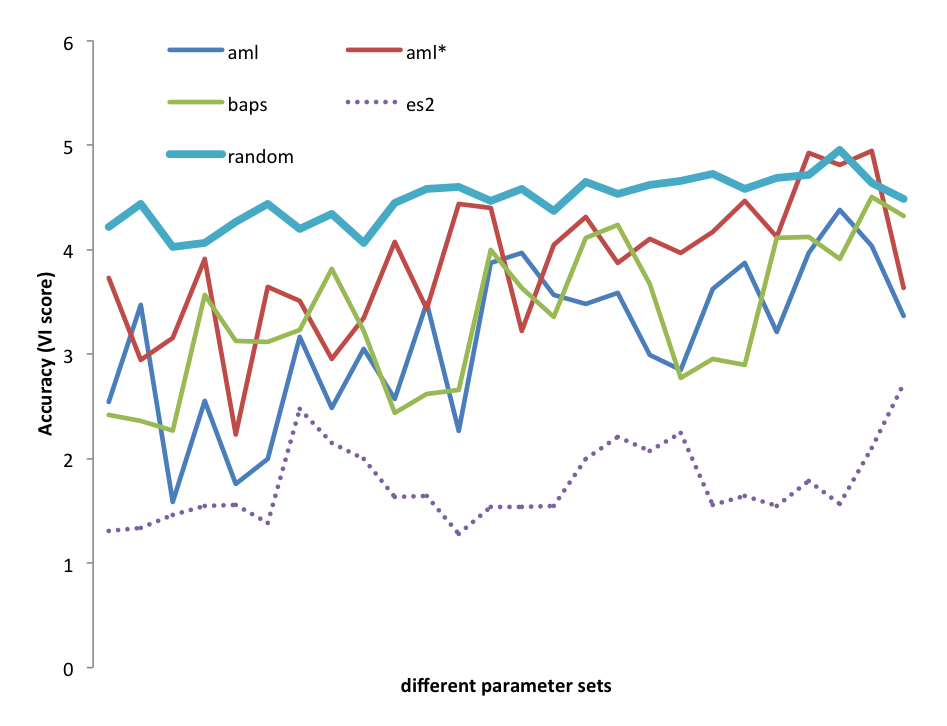 6
aml
aml*
baps
es2
5
random
4
3
2
1
0
Accuracy (VI score)
different parameter sets